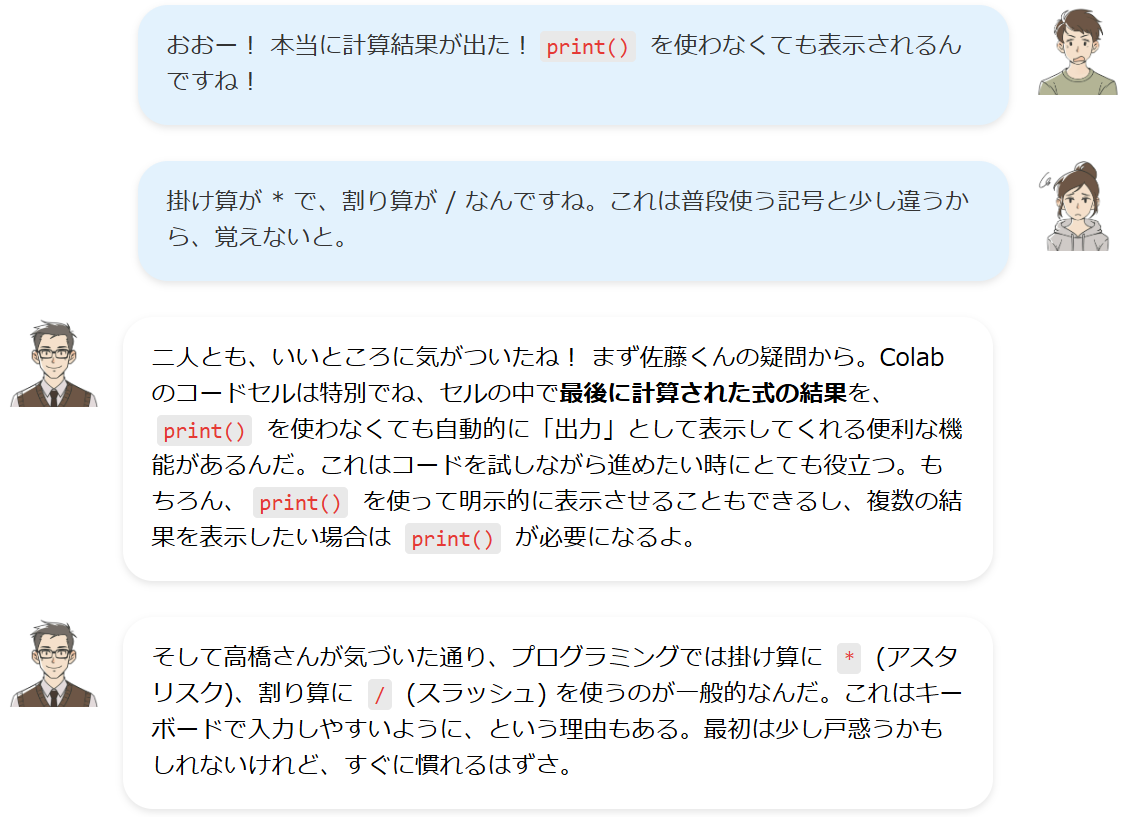 おおー！ 本当に計算結果が出た！ print() を使わなくても表示されるん
ですね！
掛け算が * で、割り算が / なんですね。これは普段使う記号と少し違うか
ら、覚えないと。
二人とも、いいところに気がついたね！ まず佐藤くんの疑問から。Colab
のコードセルは特別でね、セルの中で最後に計算された式の結果を、
print() を使わなくても自動的に「出力」として表示してくれる便利な機
能があるんだ。これはコードを試しながら進めたい時にとても役立つ。も
ちろん、 print() を使って明示的に表示させることもできるし、複数の結
果を表示したい場合は print() が必要になるよ。
そして高橋さんが気づいた通り、プログラミングでは掛け算に * (アスタ
リスク)、割り算に / (スラッシュ) を使うのが一般的なんだ。これはキー
ボードで入力しやすいように、という理由もある。最初は少し戸惑うかも
しれないけれど、すぐに慣れるはずさ。